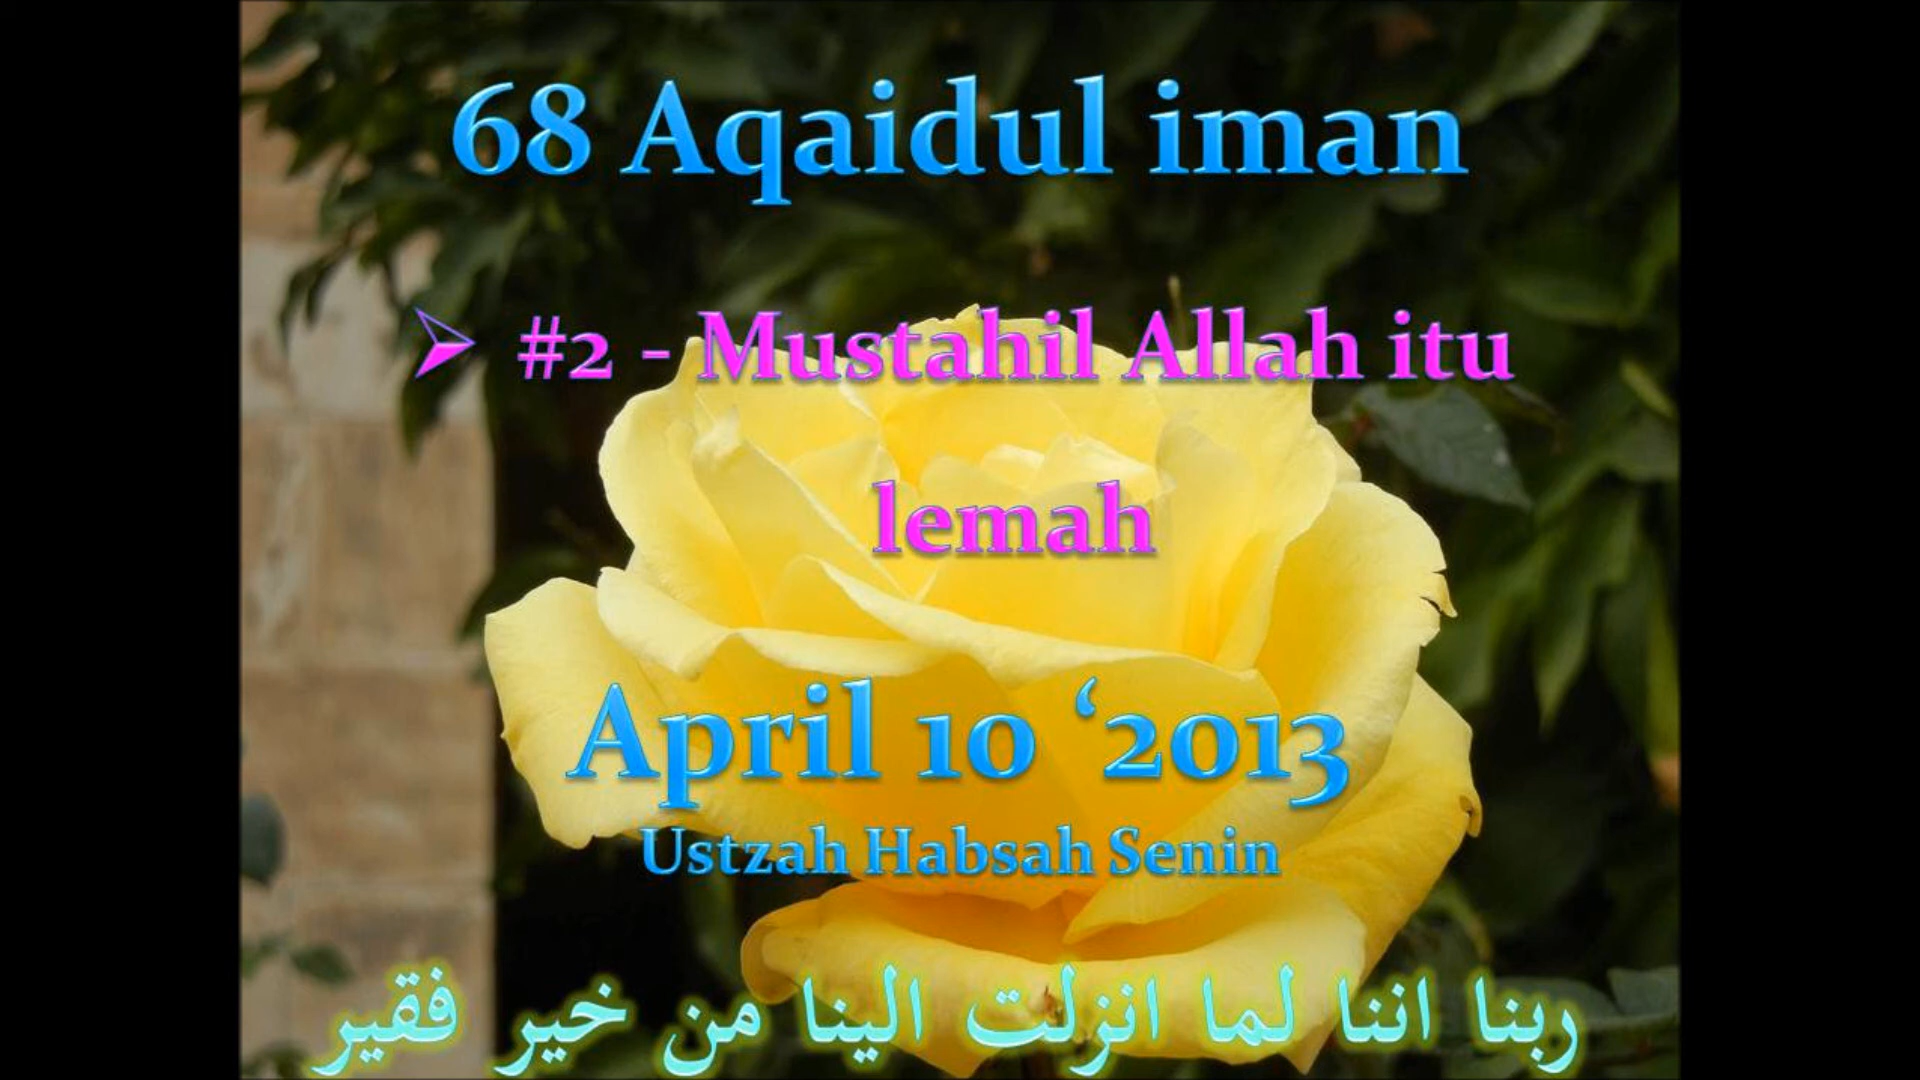 68 Aqaidul iman
➤ #2 - Mustahil Allah itu
lemah
April 10 ‘2013
Ustzah Habsah Senin
ربنا اننا لما انزلت الينا من خير فقير